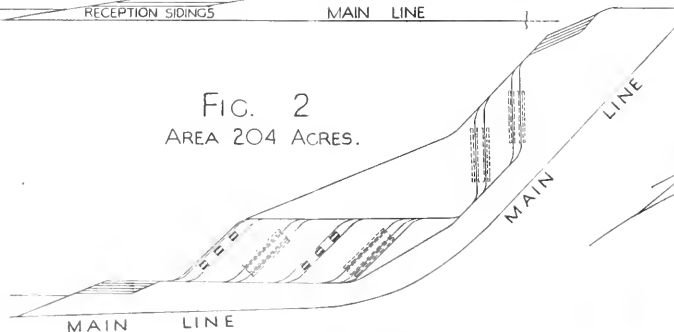 RECEPTION SIDINGS MAIN LINE
FIG. 2
AREA 204 ACRES.
MAIN LINE
MAIN LINE